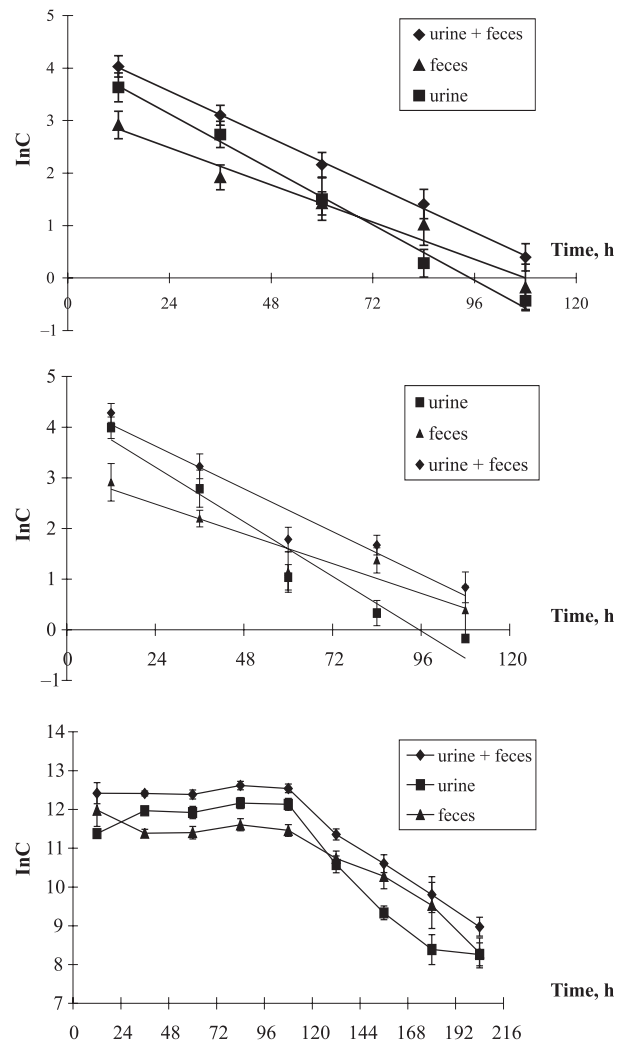 5
4
3
2
1
0
–1
lnC
urine + feces
feces
urine
Time, h
0 24 48 72 96 120
5
4
3
2
1
0
–1
lnC
urine
feces
urine + feces
Time, h
0 24 48 72 96 120
14
13
12
11
10
9
8
7
lnC
urine + feces
urine
feces
Time, h
0 24 48 72 96 120 144 168 192 216